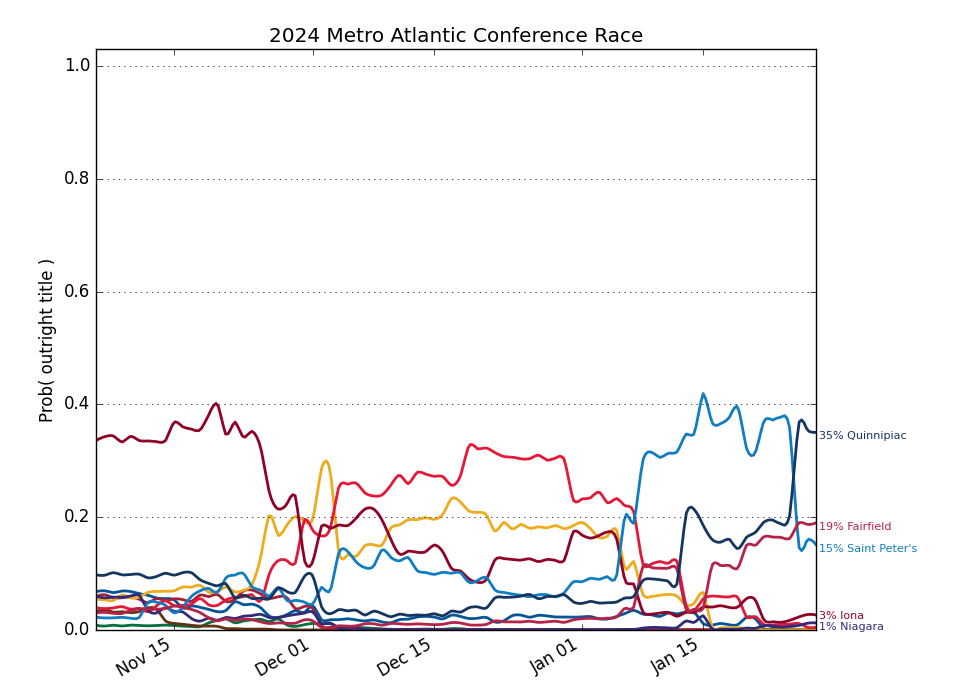 2024 Metro Atlantic Conference Race
1.0
0.8
0.6
0.4
0.2
0.0
Prob( outright title )
35% Quinnipiac
19% Fairfield
15% Saint Peter's
3% Iona
1% Niagara
Nov 15
Dec 01
Dec 15
Jan 01
Jan 15